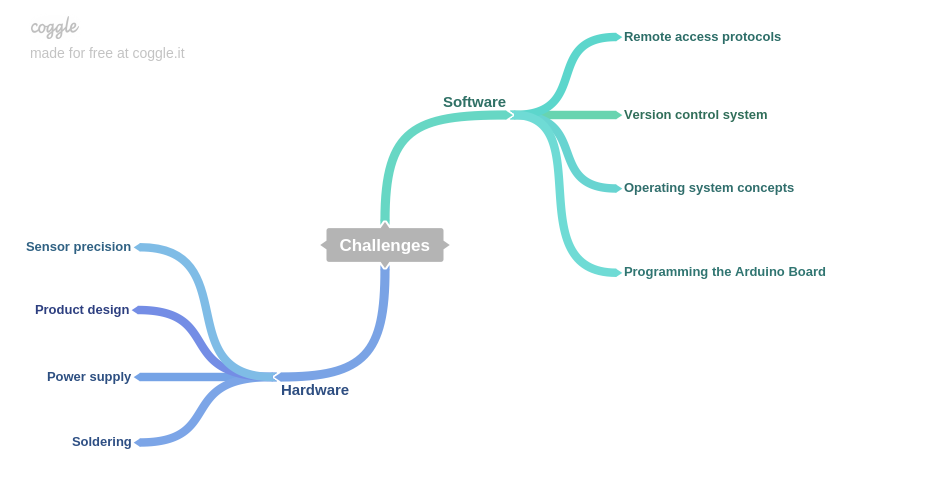 coggle
made for free at coggle.it
Remote access protocols
Software
Version control system
Operating system concepts
Challenges
Programming the Arduino Board
Sensor precision
Product design
Power supply
Hardware
Soldering